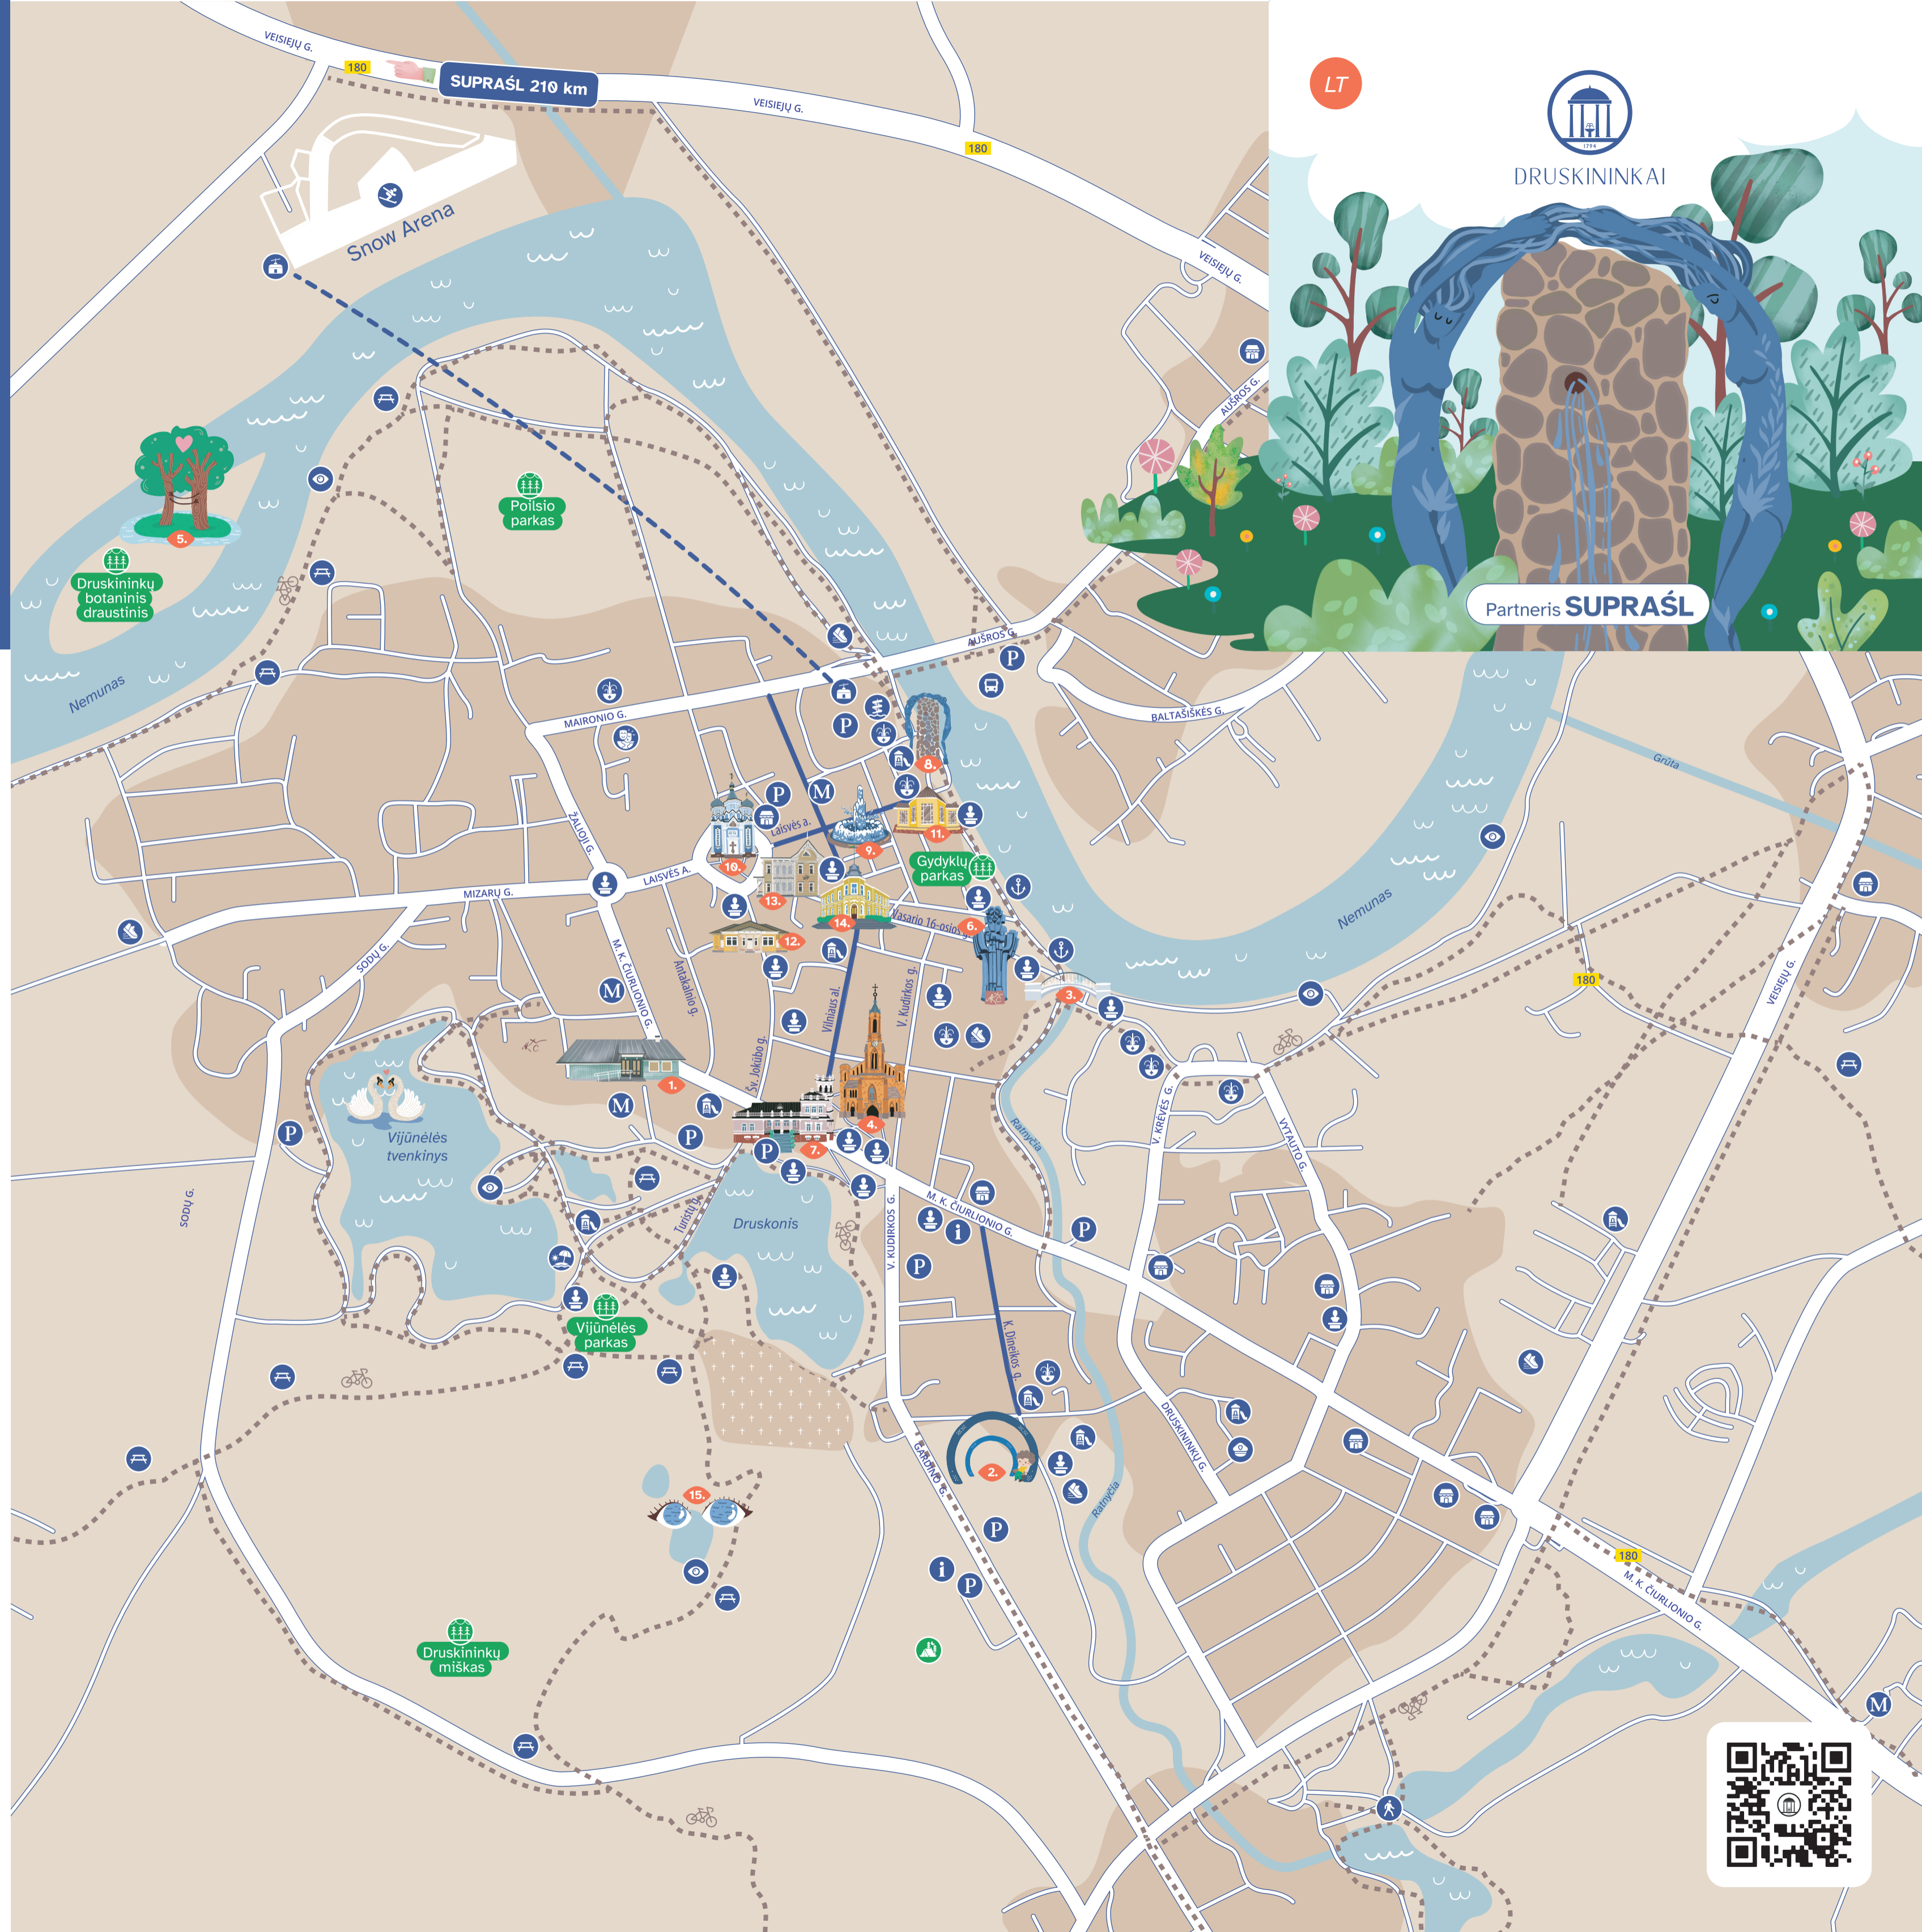 VEISIEJŲ G.
180
SUPRAŚL 210 km
VEISIEJŲ G.
180
VEISIEJŲ G.
LT
1794
DRUSKININKAI
Partneris SUPRAŚL
Snow Arena
AUŠROS G.
Poilsio
parkas
5.
Druskininkų
botaninis
draustinis
Nemunas
AUŠROS G.
P
MAIRONIO G.
BALTAŠIŠKĖS G.
P
8.
Grūta
P
M
ŽALIOJI G.
Laisvės a.
9.
11.
10.
LAISVĖS A.
Gydyklų
parkas
MIZARŲ G.
13.
14.
Vasario 16-osios g.
6.
Nemunas
12.
SODŲ G.
M. K. ČIURLIONIO G.
Antakalnio g.
Vilniaus al.
V. Kudirkos g.
3.
180
VEISIEJŲ G.
M
Šv. Jokūbo g.
1.
M
P
P
P
4.
7.
Ratnyčia
V. KRĖVĖS G.
VYTAUTO G.
Vijūnėlės
tvenkinys
SODŲ G.
Turistų g.
Druskonis
V. KUDIRKOS G.
M. K. ČIURLIONIO G.
i
P
P
Vijūnėlės
parkas
K. Dineikos g.
DRUSKININKŲ G.
GARDINO G.
2.
Ratnyčia
15.
P
i
P
180
M. K. ČIURLIONIO G.
Druskininkų
miškas
M